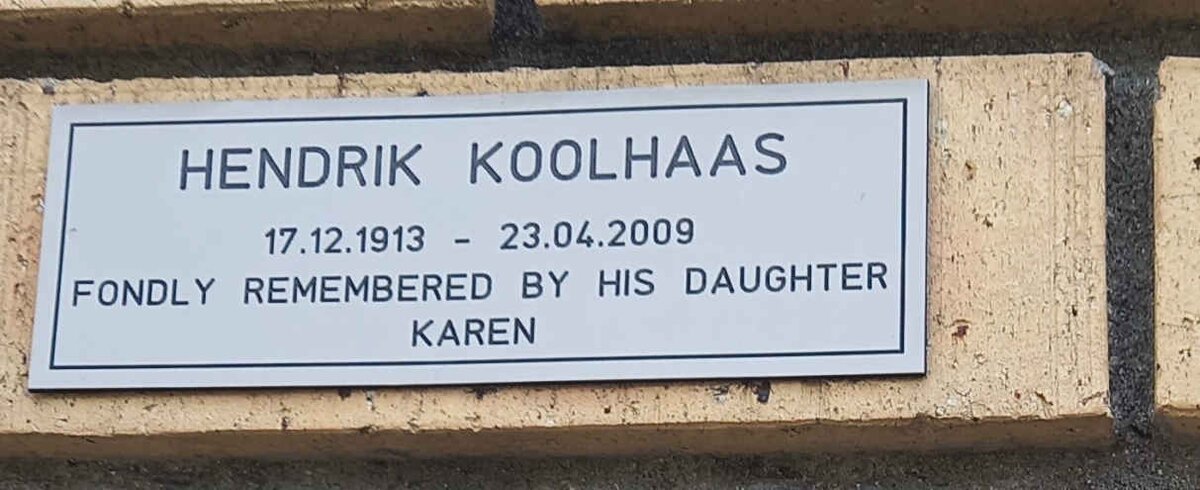 HENDRIK KOOLHAAS
17.12.1913 - 23.04.2009
FONDLY REMEMBERED BY HIS DAUGHTER
KAREN